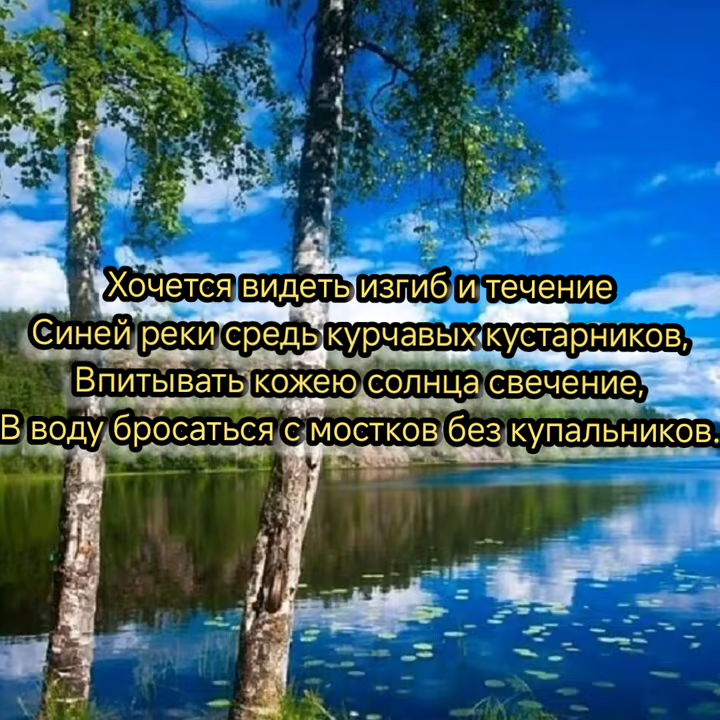 Хочется видеть изгиб и течение
Синей реки средь курчавых кустарников,
Впитывать кожею солнца свечение,
В воду бросаться с мостков без купальников.